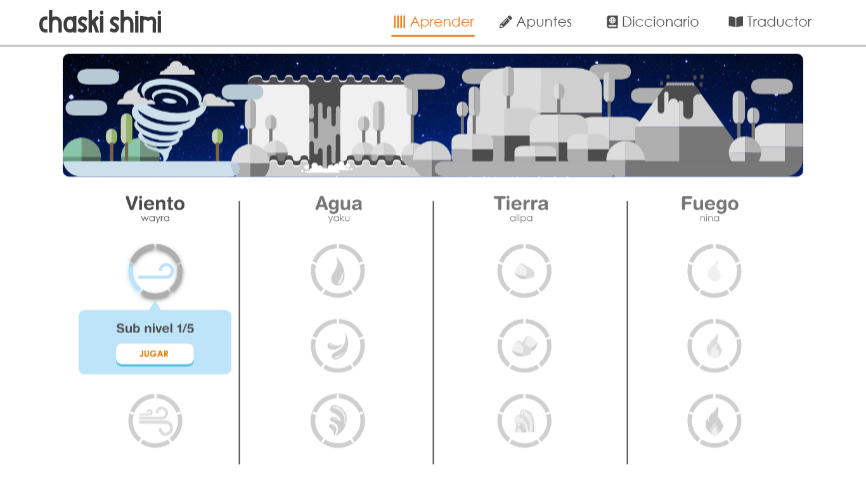 chaski shimi
Aprender
Apuntes
Diccionario
Traductor
Viento
wayra
Agua
yaku
Tierra
allpa
Fuego
nina
Sub nivel 1/5
JUGAR